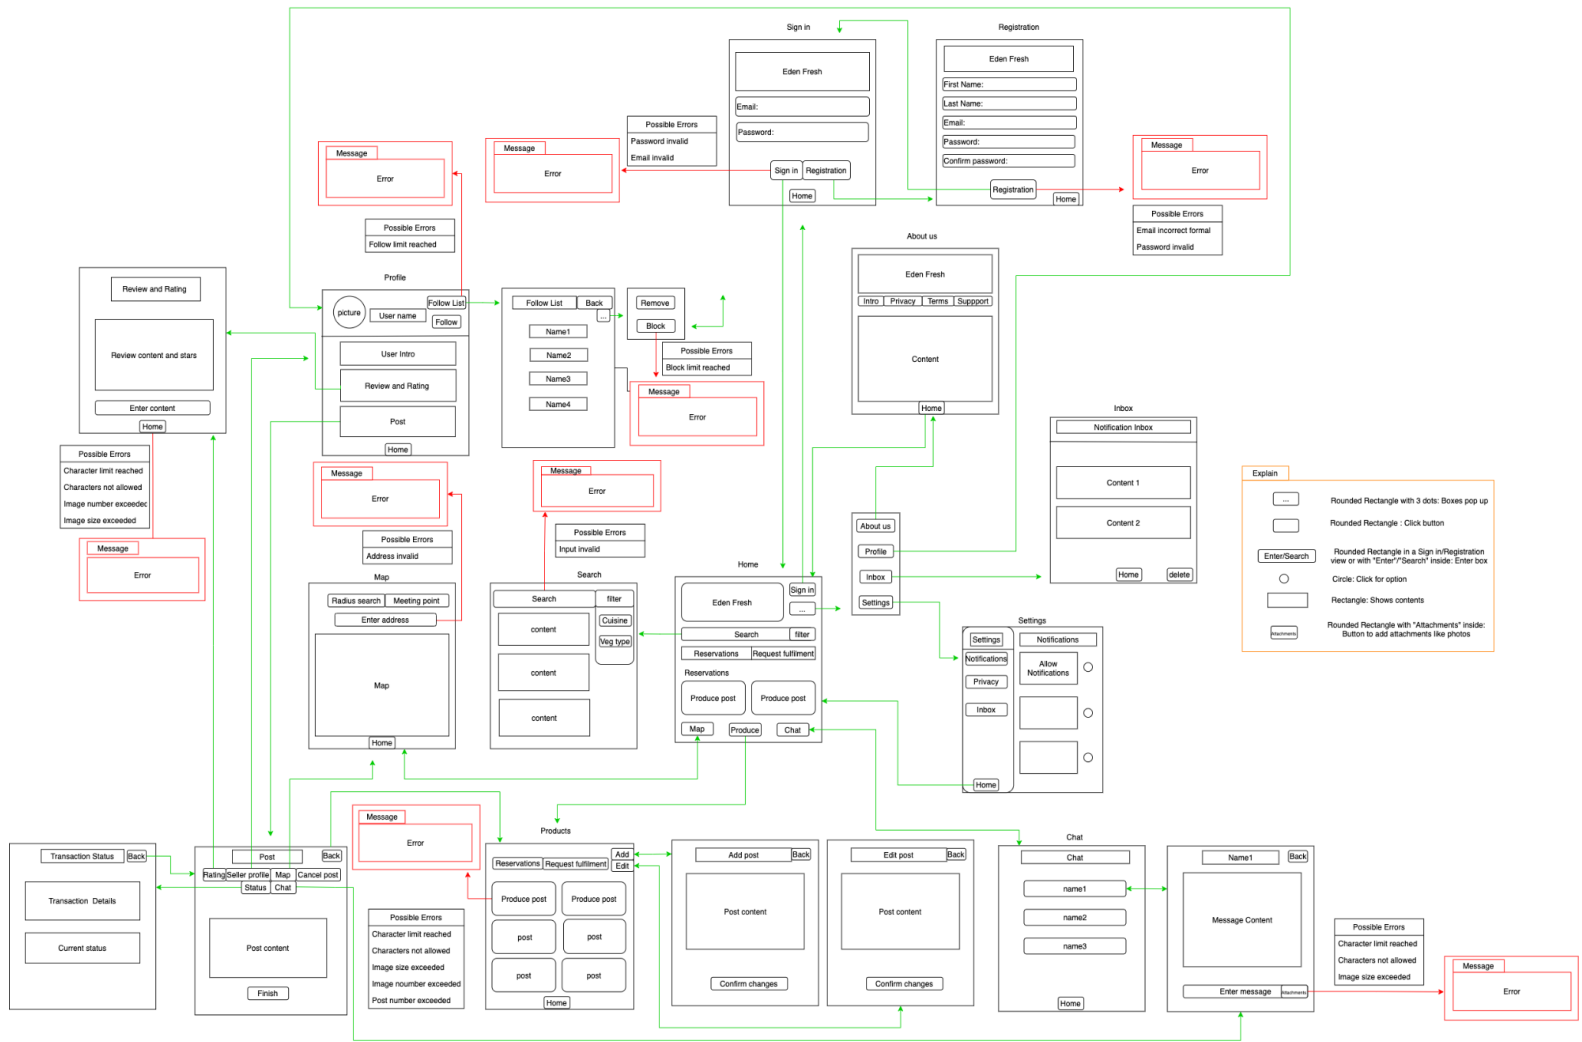 Sign in
Eden Fresh
Email:
Password:
Sign in
Registration
Home
Registration
Eden Fresh
First Name:
Last Name:
Email:
Password:
Confirm password:
Registration
Home
Message
Error
Possible Errors
Password invalid
Email invalid
Message
Error
Possible Errors
Email incorrect formal
Password invalid
Message
Error
Possible Errors
Follow limit reached
Profile
picture
User name
Follow List
Follow
User Intro
Review and Rating
Post
Home
Review and Rating
Review content and stars
Enter content
Home
Possible Errors
Character limit reached
Characters not allowed
Image number exceeded
Image size exceeded
Message
Error
Follow List
Back
...
Name1
Name2
Name3
Name4
Remove
Block
Possible Errors
Block limit reached
Message
Error
About us
Eden Fresh
Intro
Privacy
Terms
Suppport
Content
Home
Inbox
Notification Inbox
Content 1
Content 2
Home
delete
Explain
...
Rounded Rectangle with 3 dots: Boxes pop up
Rounded Rectangle : Click button
Enter/Search
Rounded Rectangle in a Sign in/Registration
view or with "Enter"/"Search" inside: Enter box
Circle: Click for option
Rectangle: Shows contents
Attachments
Rounded Rectangle with "Attachments" inside:
Button to add attachments like photos
Message
Error
Possible Errors
Address invalid
Map
Radius search
Meeting point
Enter address
Map
Home
Message
Error
Possible Errors
Input invalid
Search
Search
filter
Cuisine
Veg type
content
content
content
Home
Eden Fresh
Sign in
...
Search
filter
Reservations
Request fulfilment
Reservations
Produce post
Produce post
Map
Produce
Chat
About us
Profile
Inbox
Settings
Settings
Settings
Notifications
Privacy
Inbox
Home
Notifications
Allow
Notifications
Transaction Status
Back
Transaction Details
Current status
Post
Back
Rating
Seller profile
Map
Cancel post
Status
Chat
Post content
Finish
Message
Error
Possible Errors
Character limit reached
Characters not allowed
Image size exceeded
Image nounber exceeded
Post number exceeded
Products
Reservations
Request fulfilment
Add
Edit
Produce post
Produce post
post
post
post
post
Home
Add post
Back
Post content
Confirm changes
Edit post
Back
Post content
Confirm changes
Chat
Chat
name1
name2
name3
Home
Name1
Back
Message Content
Enter message
Attachments
Possible Errors
Character limit reached
Characters not allowed
Image size exceeded
Message
Error